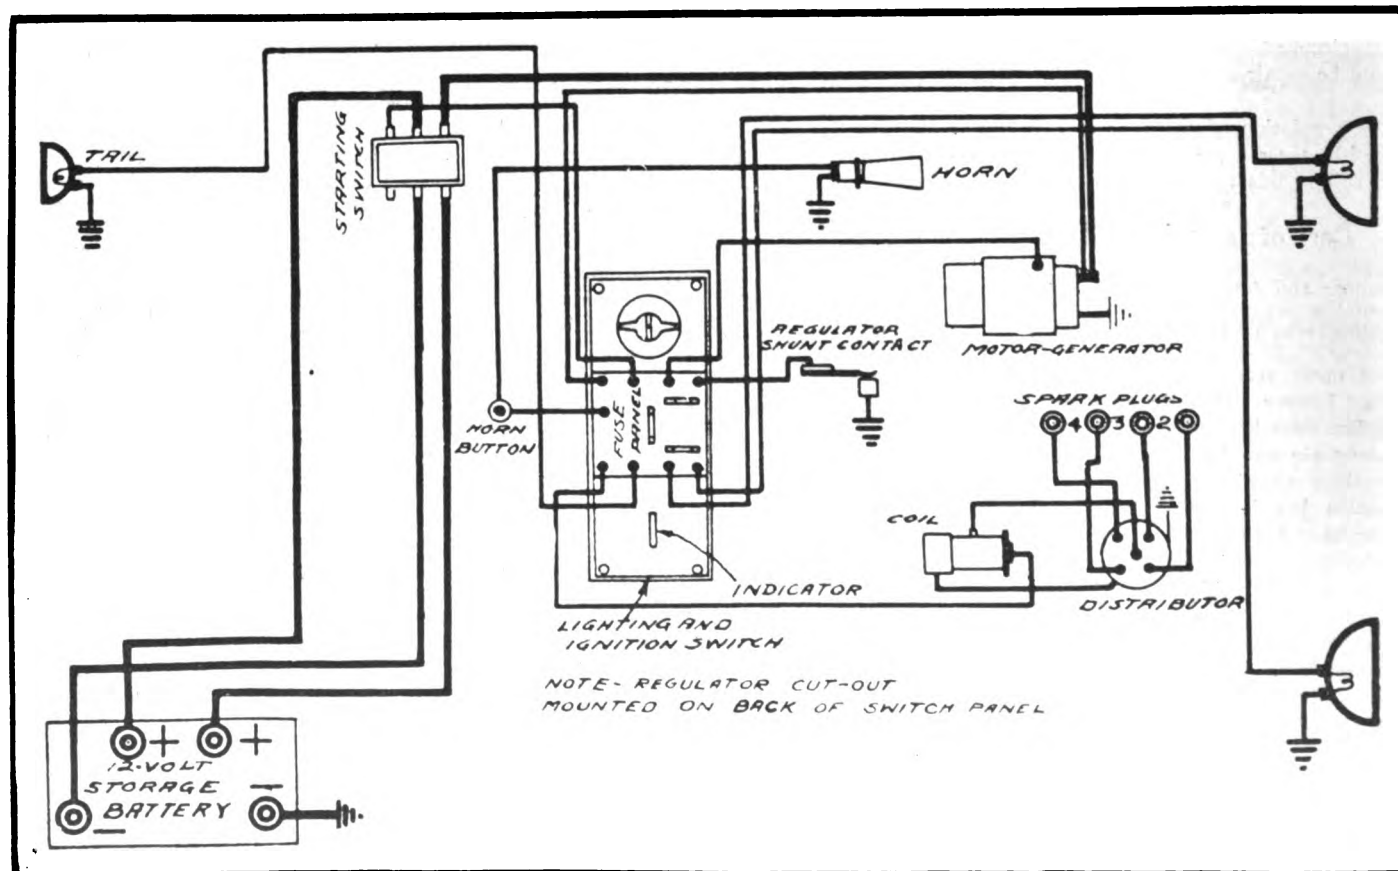 TAIL
STARTING
SWITCH
HORN
REGULATOR
SHUNT CONTACT
MOTOR-GENERATOR
SPARK PLUGS
4 3 2
FUSE
PANEL
HORN
BUTTON
COIL
DISTRIBUTOR
INDICATOR
LIGHTING AND
IGNITION SWITCH
NOTE- REGULATOR CUT-OUT
MOUNTED ON BACK OF SWITCH PANEL
+ +
12-VOLT
STORAGE
BATTERY
— —